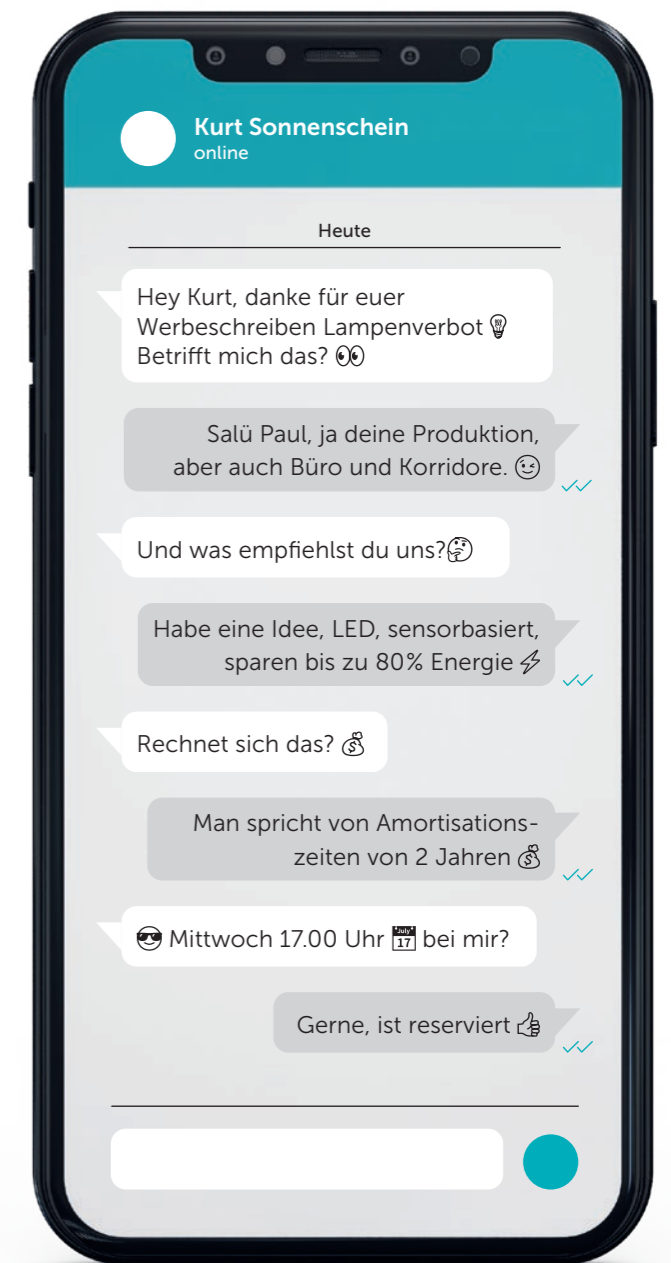 Kurt Sonnenschein
online
Heute
Hey Kurt, danke für euer
Werbeschreiben Lampenverbot 💡
Betrifft mich das? 👀
Salü Paul, ja deine Produktion,
aber auch Büro und Korridore. 😉
Und was empfiehlst du uns?🤔
Habe eine Idee, LED, sensorbasiert,
sparen bis zu 80% Energie ⚡
Rechnet sich das? 💰
Man spricht von Amortisations-
zeiten von 2 Jahren 💰
😎 Mittwoch 17.00 Uhr 📅 bei mir?
Gerne, ist reserviert 👍